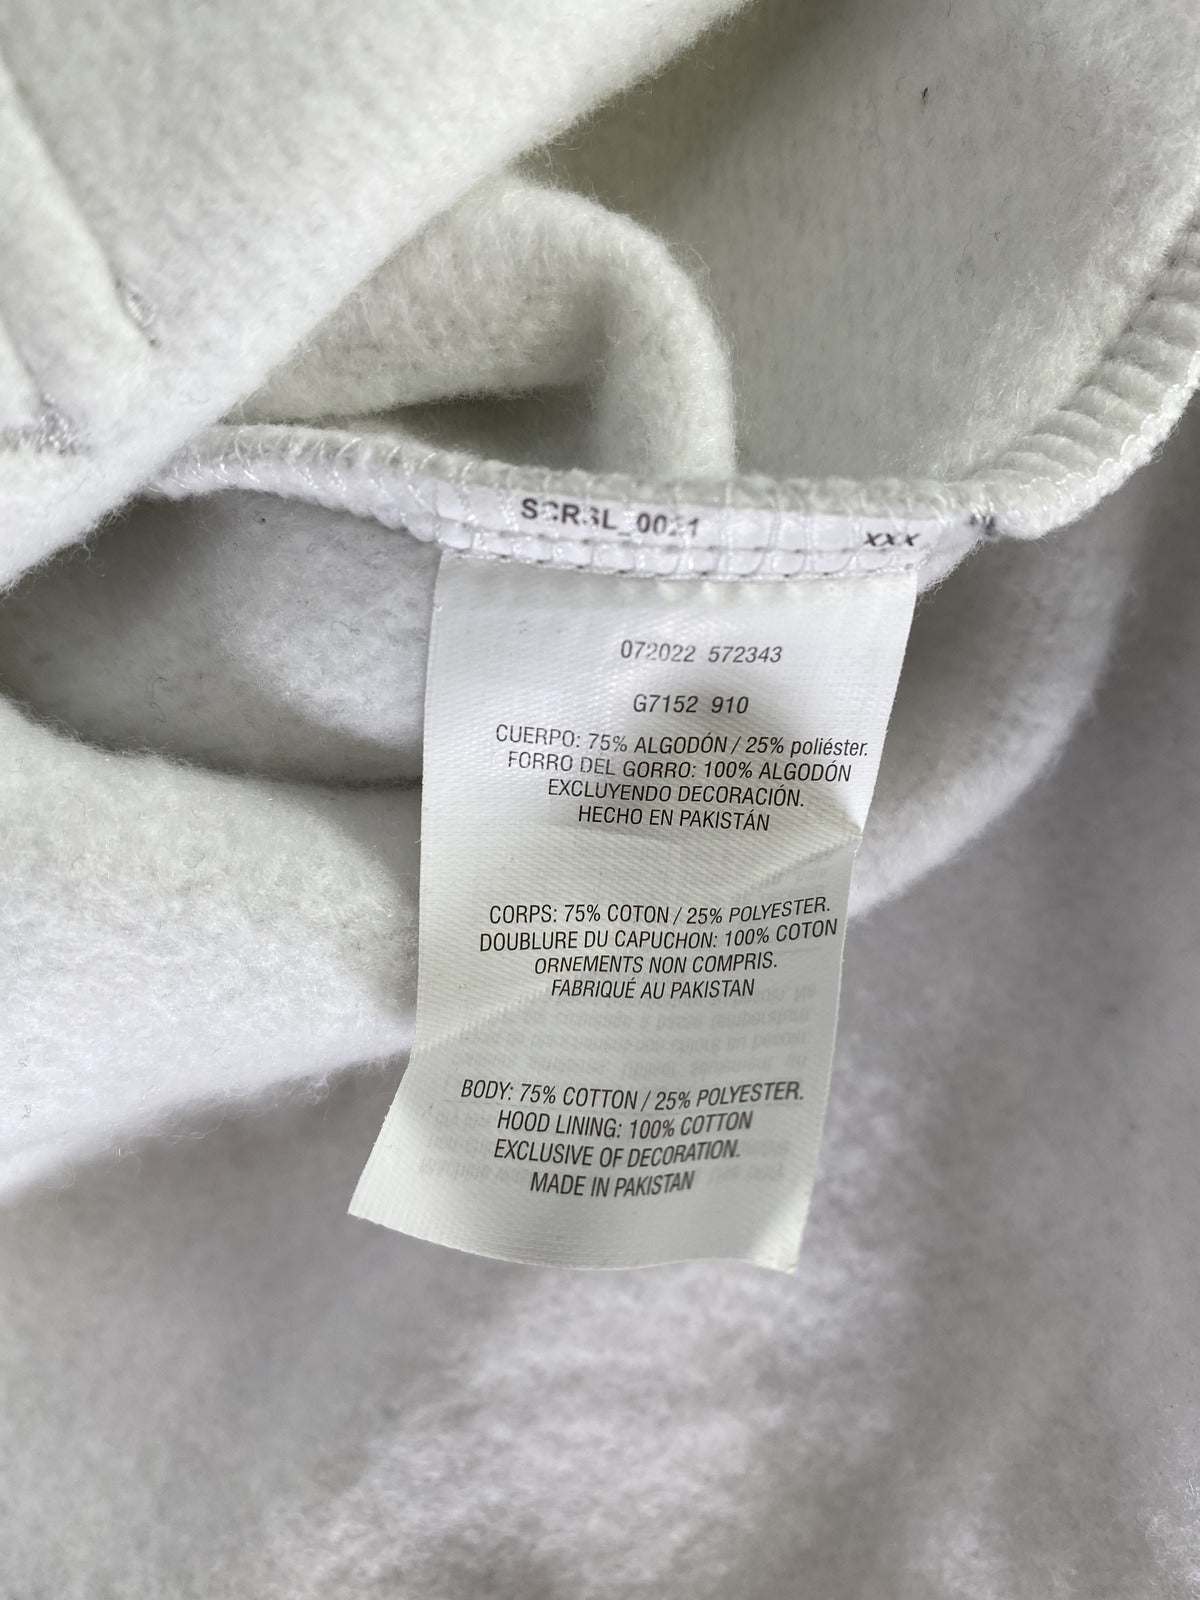 xxx
072022 572343
G7152 910
CUERPO: 75% ALGODÓN / 25% poliéster.
FORRO DEL GORRO: 100% ALGODÓN
EXCLUYENDO DECORACIÓN.
HECHO EN PAKISTÁN
CORPS: 75% COTON / 25% POLYESTER.
DOUBLURE DU CAPUCHON: 100% COTON
ORNEMENTS NON COMPRIS.
FABRIQUÉ AU PAKISTAN
BODY: 75% COTTON / 25% POLYESTER.
HOOD LINING: 100% COTTON
EXCLUSIVE OF DECORATION.
MADE IN PAKISTAN